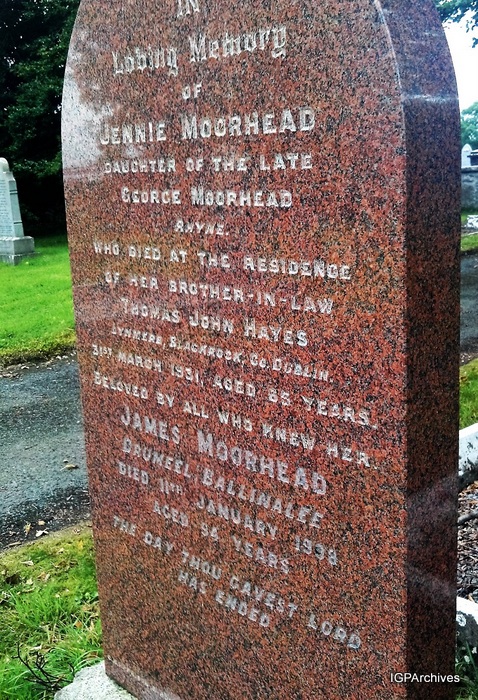 In
Loving Memory
OF
JENNIE MOORHEAD
DAUGHTER OF THE LATE
GEORGE MOORHEAD
RHYNE.
WHO DIED AT THE RESIDENCE
OF HER BROTHER-IN-LAW
THOMAS JOHN HAYES
BLACKROCK, CO. DUBLIN.
31ST MARCH 1931, AGED YEARS.
BELOVED BY ALL WHO KNEW HER.
JAMES MOORHEAD
BALLINALEE
DIED 11TH JANUARY 1938
AGED YEARS
THE DAY THOU GAVEST LORD
HAS ENDED
IGPArchives